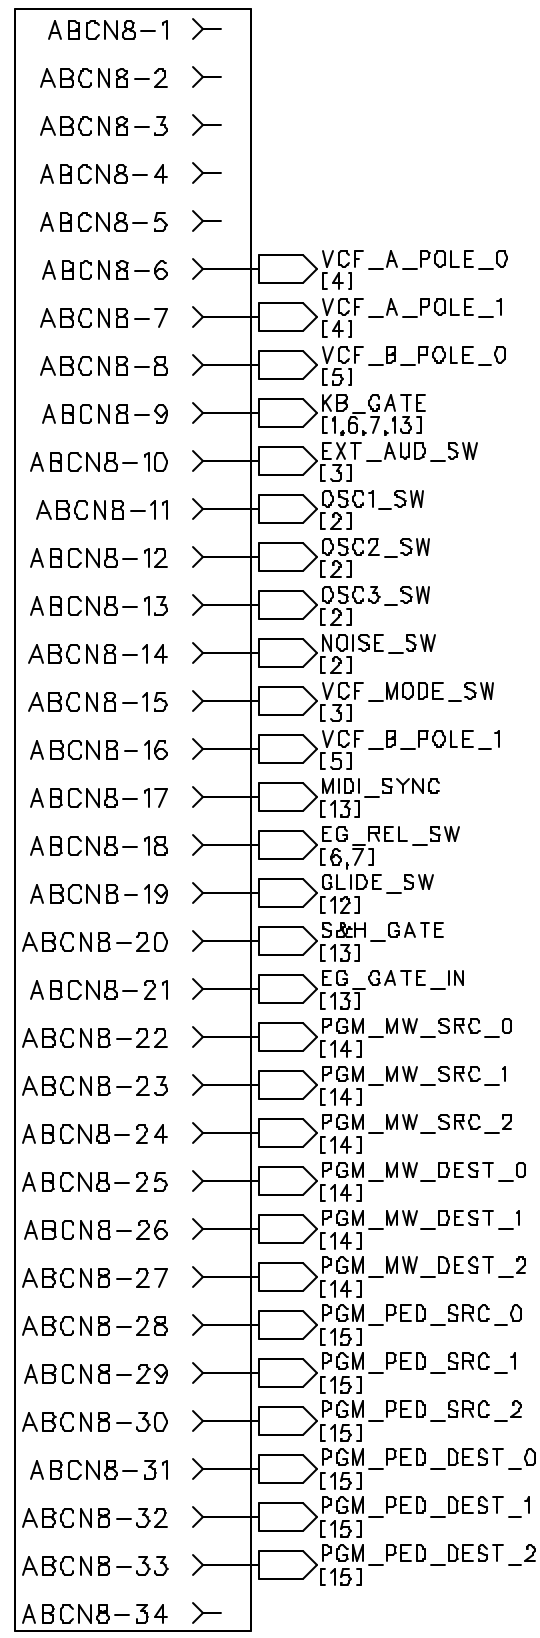 ABCN8-1
ABCN8-2
ABCN8-3
ABCN8-4
ABCN8-5
ABCN8-6 VCF_A_POLE_0
[4]
ABCN8-7 VCF_A_POLE_1
[4]
ABCN8-8 VCF_B_POLE_0
[5]
ABCN8-9 KB_GATE
[1,6,7,13]
ABCN8-10 EXT_AUD_SW
[3]
ABCN8-11 OSC1_SW
[2]
ABCN8-12 OSC2_SW
[2]
ABCN8-13 OSC3_SW
[2]
ABCN8-14 NOISE_SW
[2]
ABCN8-15 VCF_MODE_SW
[3]
ABCN8-16 VCF_B_POLE_1
[5]
ABCN8-17 MIDI_SYNC
[13]
ABCN8-18 EG_REL_SW
[6,7]
ABCN8-19 GLIDE_SW
[12]
ABCN8-20 S&H_GATE
[13]
ABCN8-21 EG_GATE_IN
[13]
ABCN8-22 PGM_MW_SRC_0
[14]
ABCN8-23 PGM_MW_SRC_1
[14]
ABCN8-24 PGM_MW_SRC_2
[14]
ABCN8-25 PGM_MW_DEST_0
[14]
ABCN8-26 PGM_MW_DEST_1
[14]
ABCN8-27 PGM_MW_DEST_2
[14]
ABCN8-28 PGM_PED_SRC_0
[15]
ABCN8-29 PGM_PED_SRC_1
[15]
ABCN8-30 PGM_PED_SRC_2
[15]
ABCN8-31 PGM_PED_DEST_0
[15]
ABCN8-32 PGM_PED_DEST_1
[15]
ABCN8-33 PGM_PED_DEST_2
[15]
ABCN8-34